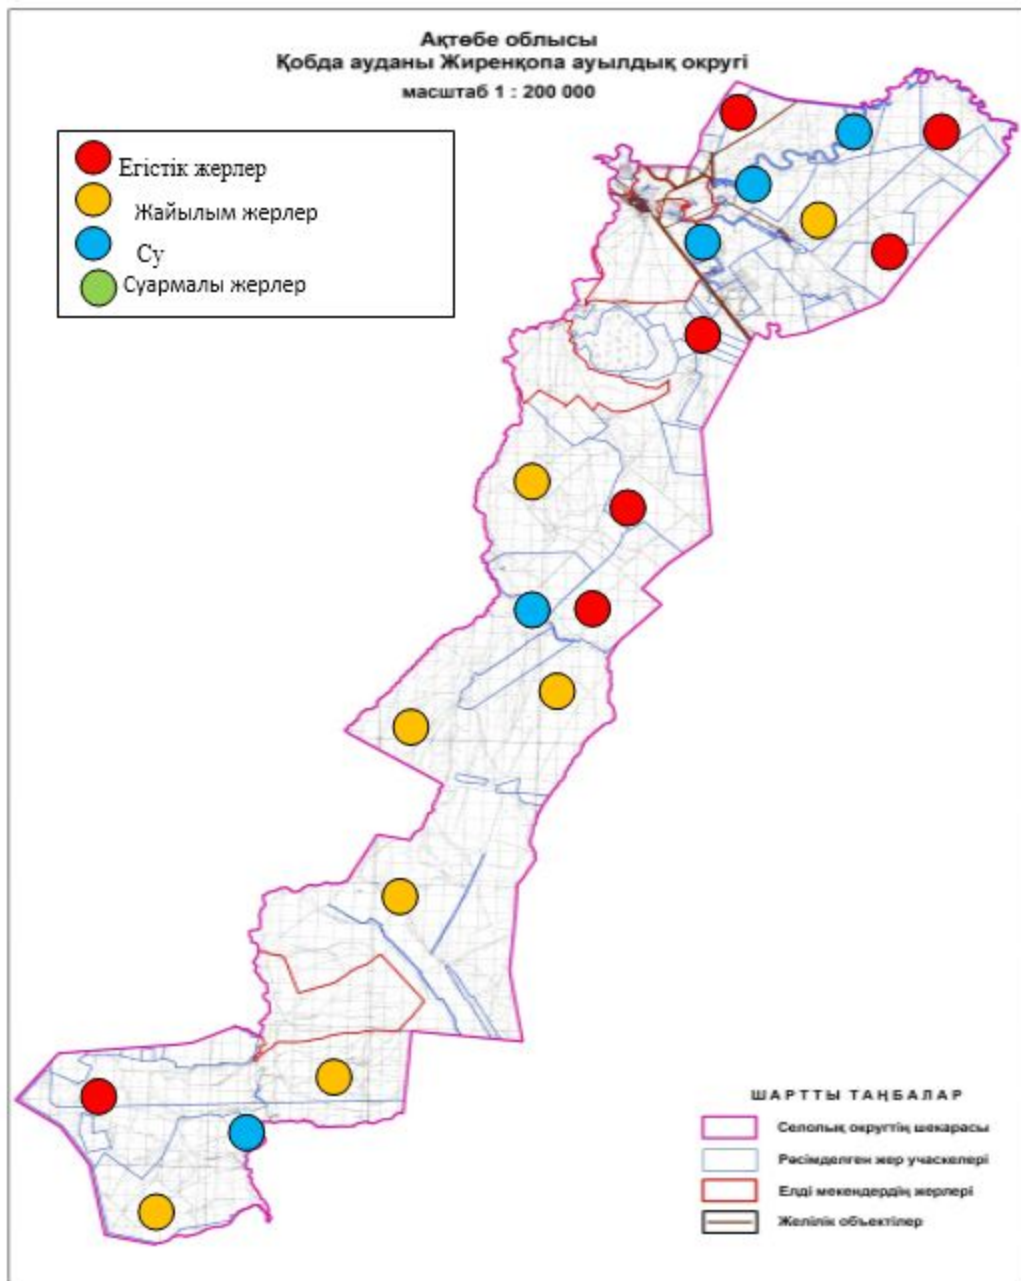 Ақтөбе облысы
Қобда ауданы Жиренқопа ауылдық округі
масштаб 1 : 200 000
Егістік жерлер
Жайылым жерлер
Су
Суармалы жерлер
ШАРТТЫ ТАҢБАЛАР
Селолық округтің шекарасы
Рәсімделген жер учаскелері
Елді мекендердің жерлері
Желілік объектілер